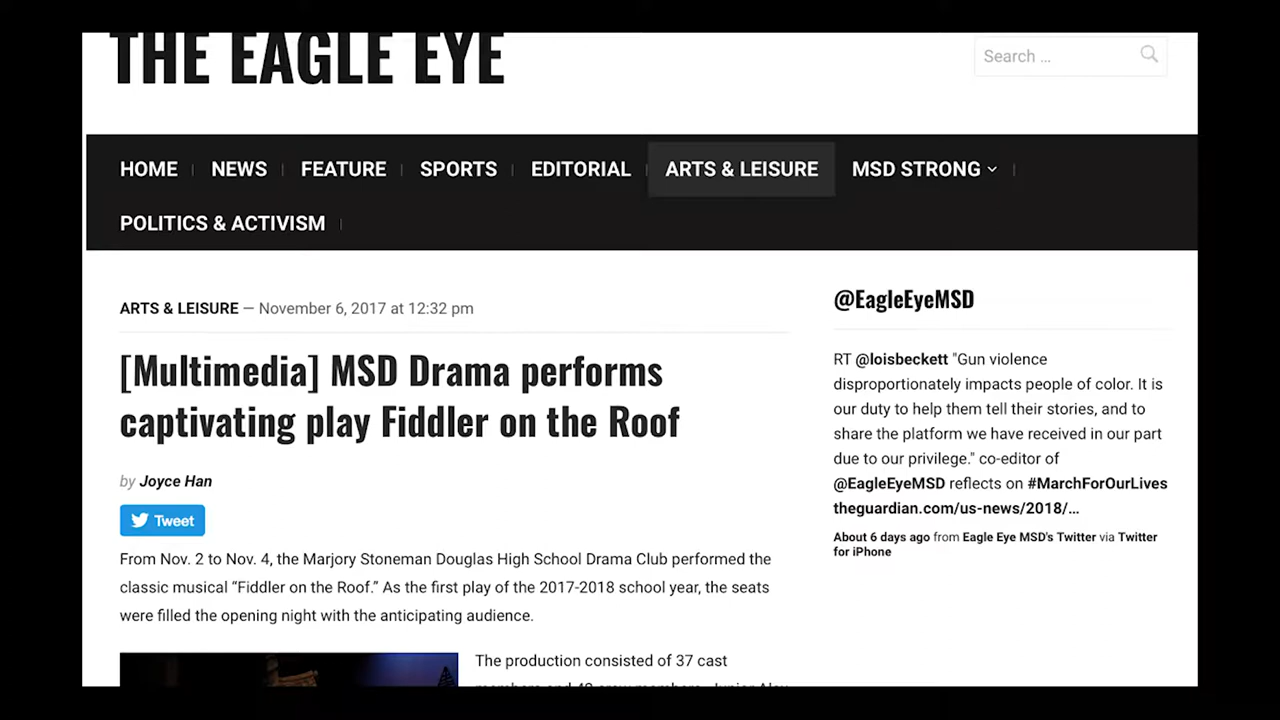 THE EAGLE EYE
Search ...
HOME
NEWS
FEATURE
SPORTS
EDITORIAL
ARTS & LEISURE
MSD STRONG
POLITICS & ACTIVISM
ARTS & LEISURE — November 6, 2017 at 12:32 pm
[Multimedia] MSD Drama performs
captivating play Fiddler on the Roof
by Joyce Han
Tweet
From Nov. 2 to Nov. 4, the Marjory Stoneman Douglas High School Drama Club performed the
classic musical “Fiddler on the Roof.” As the first play of the 2017-2018 school year, the seats
were filled the opening night with the anticipating audience.
The production consisted of 37 cast
@EagleEyeMSD
RT @loisbeckett "Gun violence
disproportionately impacts people of color. It is
our duty to help them tell their stories, and to
share the platform we have received in our part
due to our privilege." co-editor of
@EagleEyeMSD reflects on #MarchForOurLives
theguardian.com/us-news/2018/...
About 6 days ago from Eagle Eye MSD's Twitter via Twitter
for iPhone